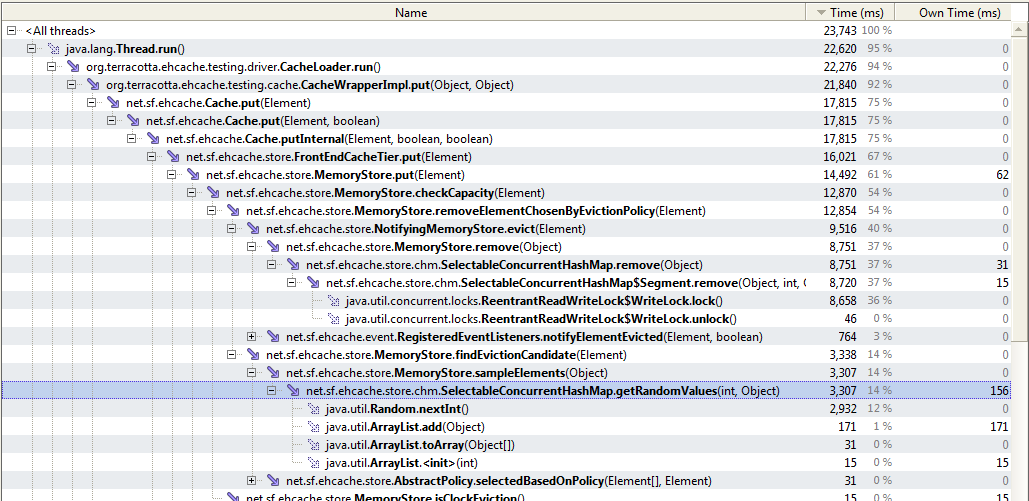 Name Time (ms) Own Time (ms)
<All threads> 23,743 100 %
java.lang.Thread.run() 22,620 95 % 0
org.terracotta.ehcache.testing.driver.CacheLoader.run() 22,276 94 % 0
org.terracotta.ehcache.testing.cache.CacheWrapperImpl.put(Object, Object) 21,840 92 % 0
net.sf.ehcache.Cache.put(Element) 17,815 75 % 0
net.sf.ehcache.Cache.put(Element, boolean) 17,815 75 % 0
net.sf.ehcache.Cache.putInternal(Element, boolean, boolean) 17,815 75 % 0
net.sf.ehcache.store.FrontEndCacheTier.put(Element) 16,021 67 % 0
net.sf.ehcache.store.MemoryStore.put(Element) 14,492 61 % 62
net.sf.ehcache.store.MemoryStore.checkCapacity(Element) 12,870 54 % 0
net.sf.ehcache.store.MemoryStore.removeElementChosenByEvictionPolicy(Element) 12,854 54 % 0
net.sf.ehcache.store.NotifyingMemoryStore.evict(Element) 9,516 40 % 0
net.sf.ehcache.store.MemoryStore.remove(Object) 8,751 37 % 0
net.sf.ehcache.store.chm.SelectableConcurrentHashMap.remove(Object) 8,751 37 % 31
net.sf.ehcache.store.chm.SelectableConcurrentHashMap$Segment.remove(Object, int, 8,720 37 % 15
java.util.concurrent.locks.ReentrantReadWriteLock$WriteLock.lock() 8,658 36 % 0
java.util.concurrent.locks.ReentrantReadWriteLock$WriteLock.unlock() 46 0 % 0
net.sf.ehcache.event.RegisteredEventListeners.notifyElementEvicted(Element, boolean) 764 3 % 0
net.sf.ehcache.store.MemoryStore.findEvictionCandidate(Element) 3,338 14 % 0
net.sf.ehcache.store.MemoryStore.sampleElements(Object) 3,307 14 % 0
net.sf.ehcache.store.chm.SelectableConcurrentHashMap.getRandomValues(int, Object) 3,307 14 % 156
java.util.Random.nextInt() 2,932 12 % 0
java.util.ArrayList.add(Object) 171 1 % 171
java.util.ArrayList.toArray(Object[]) 31 0 % 0
java.util.ArrayList.<init>(int) 15 0 % 15
net.sf.ehcache.store.AbstractPolicy.selectedBasedOnPolicy(Element[], Element) 31 0 % 0
net.sf.ehcache.store.MemoryStore.isClockEviction() 15 0 % 15